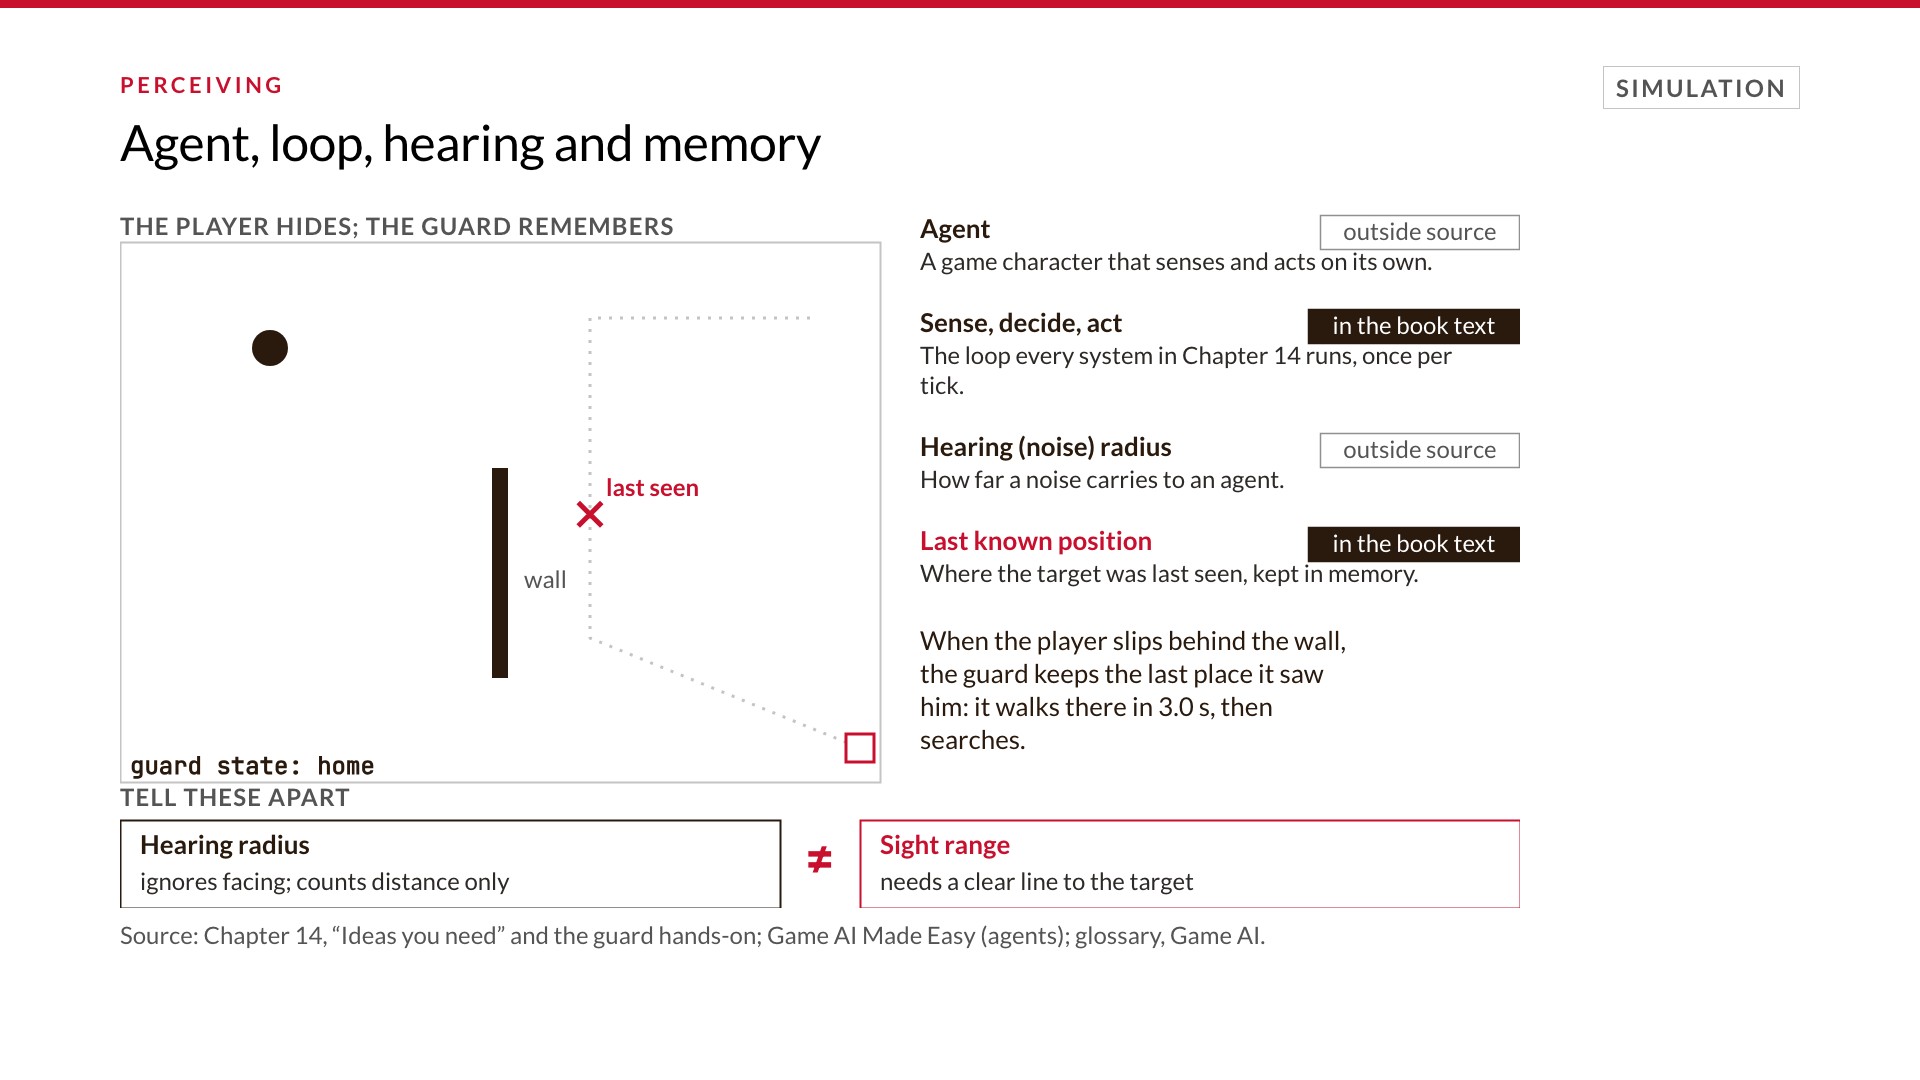 PERCEIVING
SIMULATION
Agent, loop, hearing and memory
THE PLAYER HIDES; THE GUARD REMEMBERS
last seen
wall
guard state: home
Agent
outside source
A game character that senses and acts on its own.
Sense, decide, act
in the book text
The loop every system in Chapter 14 runs, once per
tick.
Hearing (noise) radius
outside source
How far a noise carries to an agent.
Last known position
in the book text
Where the target was last seen, kept in memory.
When the player slips behind the wall,
the guard keeps the last place it saw
him: it walks there in 3.0 s, then
searches.
TELL THESE APART
Hearing radius
ignores facing; counts distance only
≠
Sight range
needs a clear line to the target
Source: Chapter 14, “Ideas you need” and the guard hands-on; Game AI Made Easy (agents); glossary, Game AI.